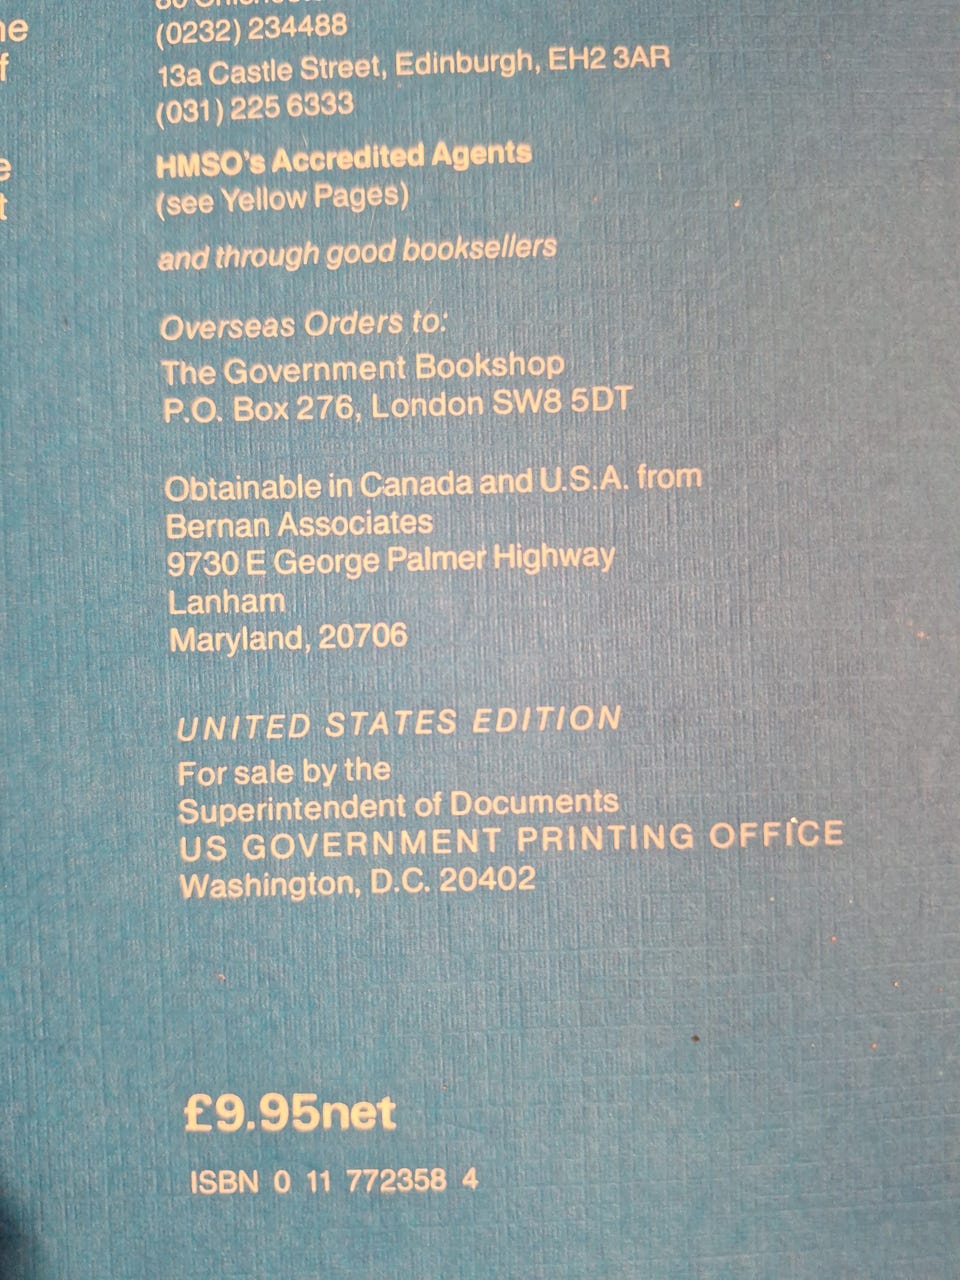 (0232) 234488
13a Castle Street, Edinburgh, EH2 3AR
(031) 225 6333
HMSO's Accredited Agents
(see Yellow Pages)
and through good booksellers
Overseas Orders to:
The Government Bookshop
P.O. Box 276, London SW8 5DT
Obtainable in Canada and U.S.A. from
Bernan Associates
9730 E George Palmer Highway
Lanham
Maryland, 20706
UNITED STATES EDITION
For sale by the
Superintendent of Documents
US GOVERNMENT PRINTING OFFICE
Washington, D.C. 20402
£9.95net
ISBN 0 11 772358 4